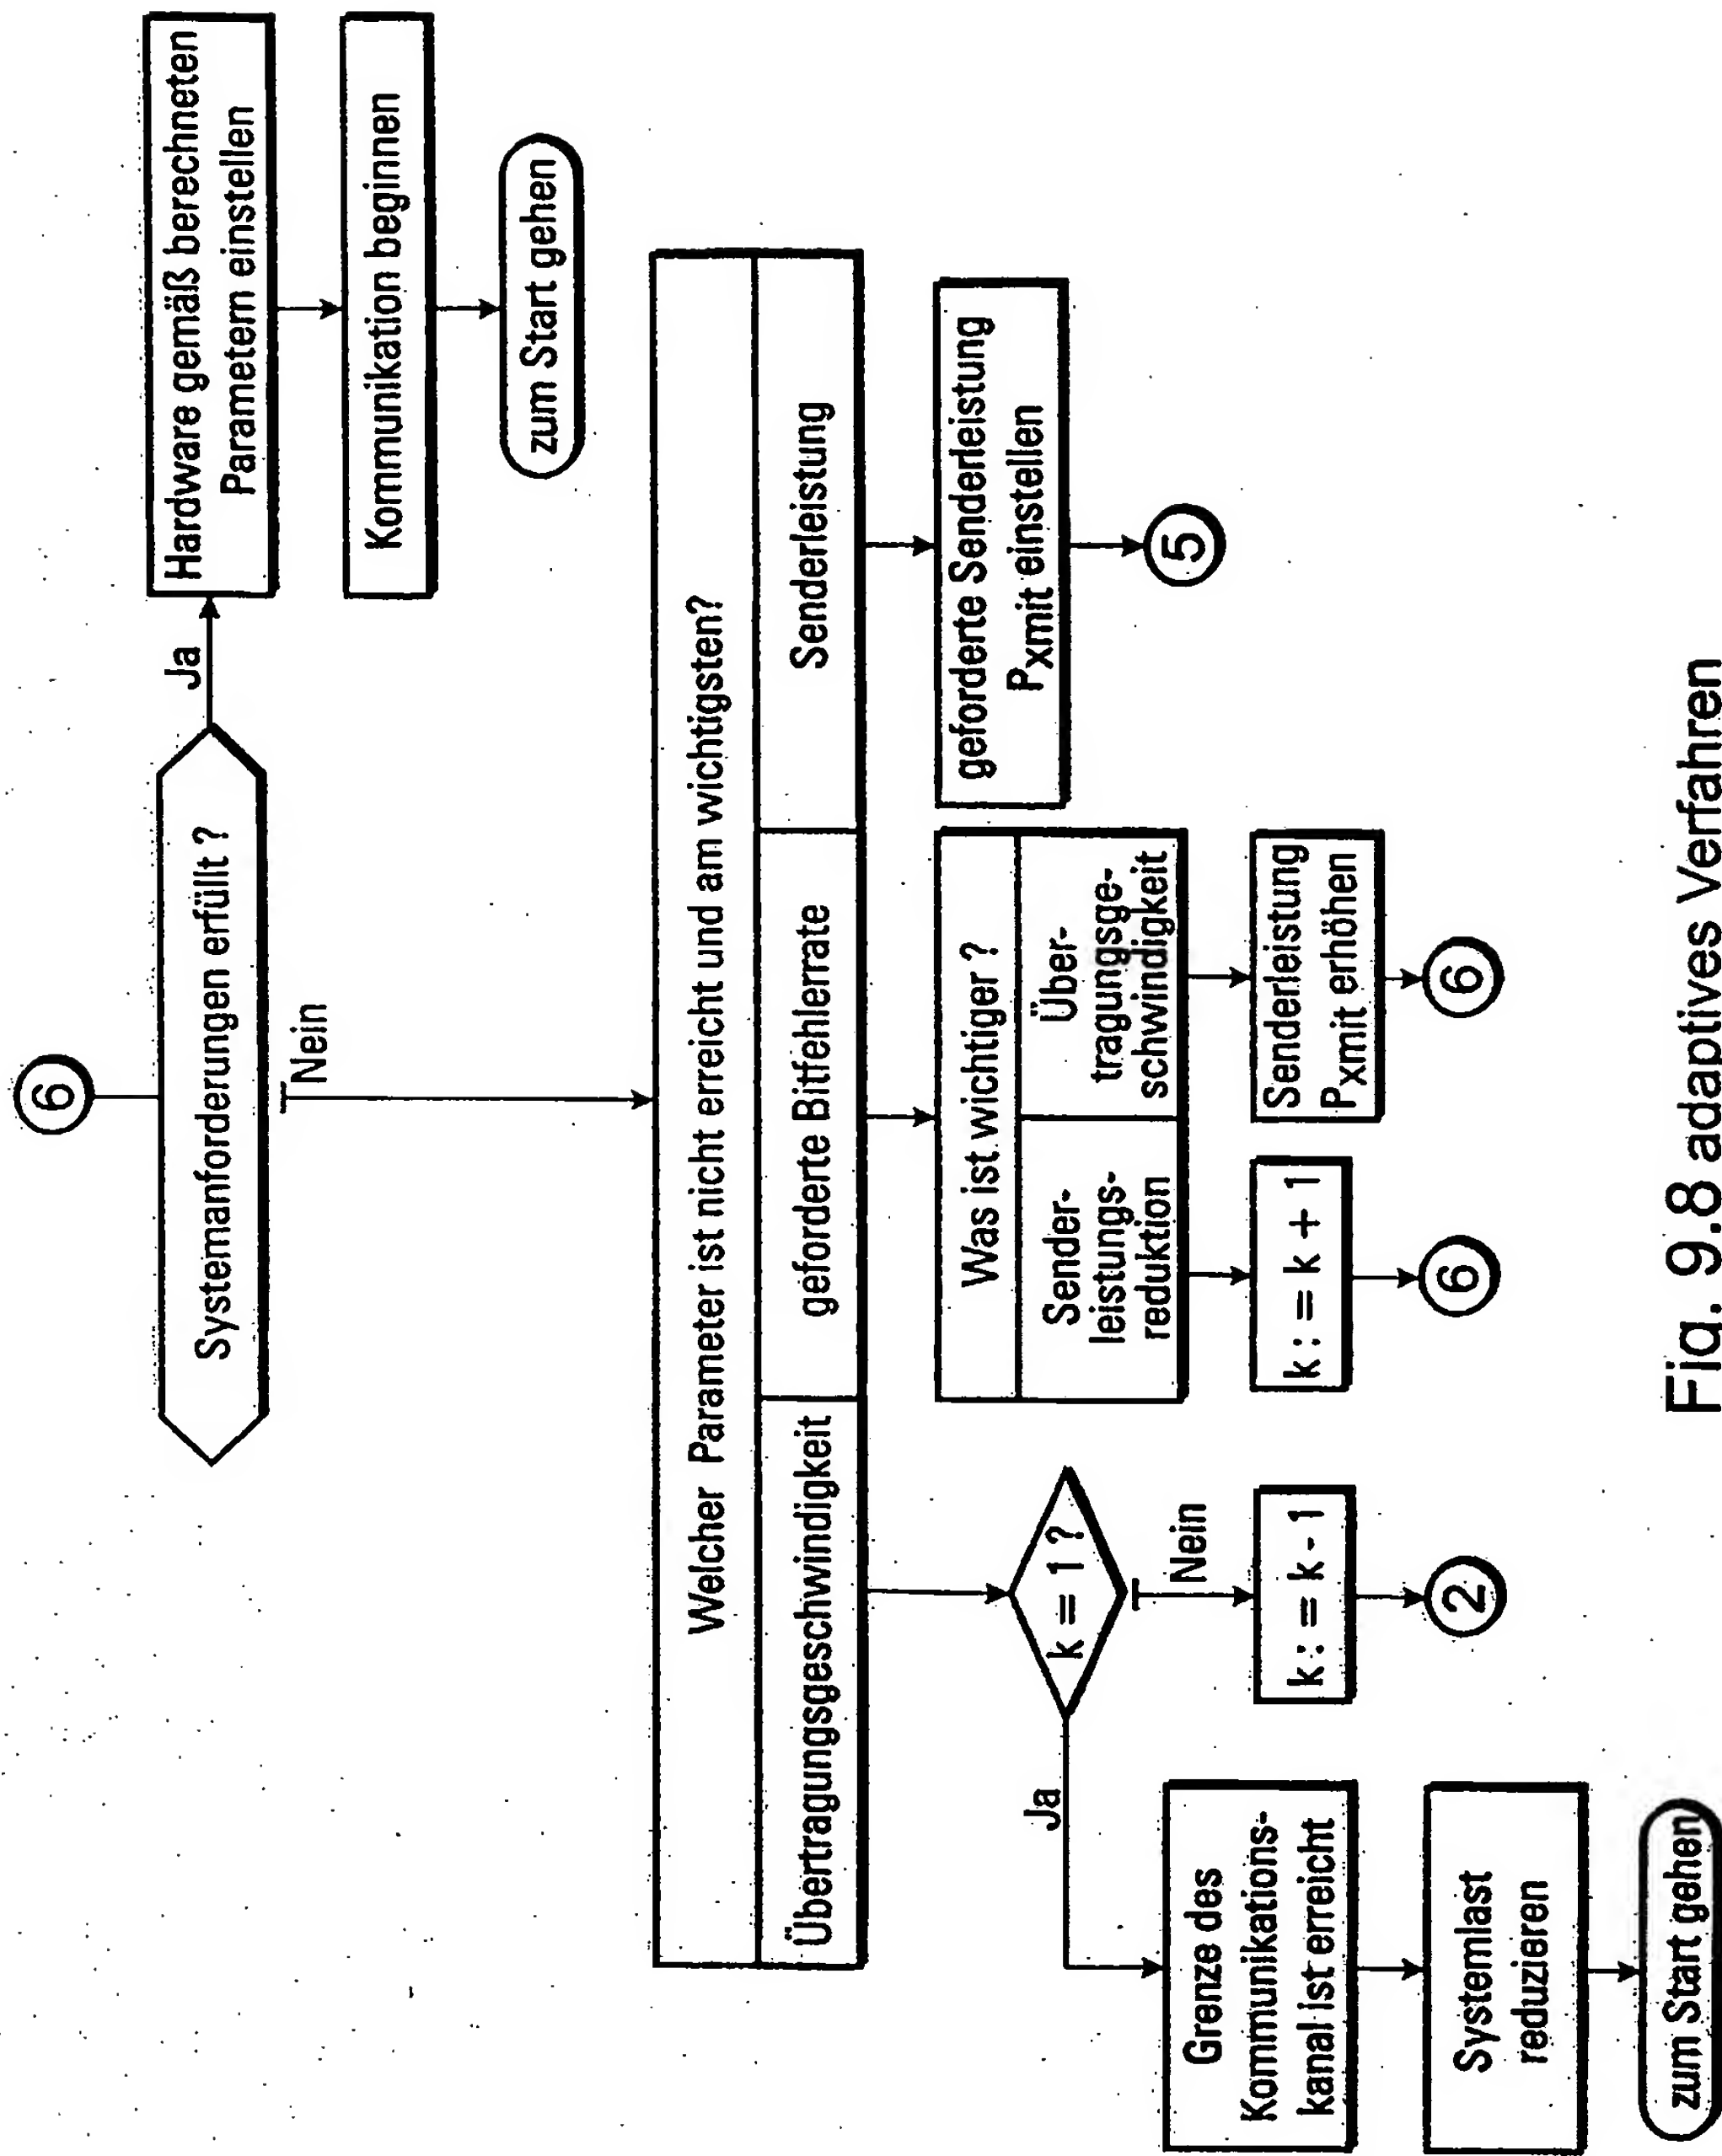 6
Systemanforderungen erfüllt ?
Ja
Hardware gemäß berechneten
Parametern einstellen
Kommunikation beginnen
zum Start gehen
Nein
Welcher Parameter ist nicht erreicht und am wichtigsten?
Übertragungsgeschwindigkeit
geforderte Bitfehlerrate
Senderleistung
k = 1 ?
Ja
Grenze des
Kommunikations-
kanal ist erreicht
Systemlast
reduzieren
zum Start gehen
Nein
k : = k - 1
2
Was ist wichtiger ?
Sender-
leistungs-
reduktion
k : = k + 1
6
Über-
tragungsge-
schwindigkeit
Senderleistung
Pxmit erhöhen
6
geforderte Senderleistung
Pxmit einstellen
5
Fig. 9.8 adaptives Verfahren